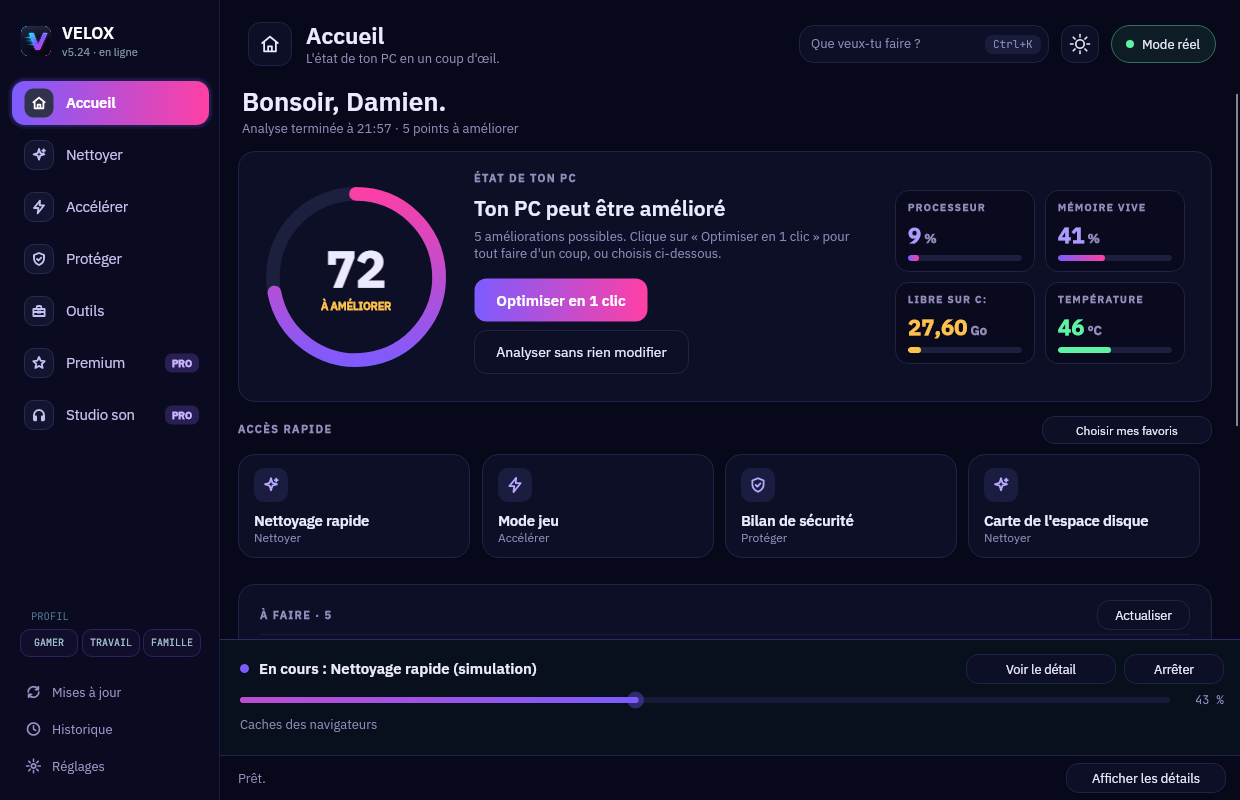 VELOX
v5.24 · en ligne
Accueil
Nettoyer
Accélérer
Protéger
Outils
Premium PRO
Studio son PRO
PROFIL
GAMER TRAVAIL FAMILLE
Mises à jour
Historique
Réglages
Accueil
L'état de ton PC en un coup d'œil.
Que veux-tu faire ? Ctrl+K
Mode réel
Bonsoir, Damien.
Analyse terminée à 21:57 · 5 points à améliorer
72
À AMÉLIORER
ÉTAT DE TON PC
Ton PC peut être amélioré
5 améliorations possibles. Clique sur « Optimiser en 1 clic » pour
tout faire d'un coup, ou choisis ci-dessous.
Optimiser en 1 clic
Analyser sans rien modifier
PROCESSEUR
9 %
MÉMOIRE VIVE
41 %
LIBRE SUR C:
27,60 Go
TEMPÉRATURE
46 °C
ACCÈS RAPIDE
Choisir mes favoris
Nettoyage rapide
Nettoyer
Mode jeu
Accélérer
Bilan de sécurité
Protéger
Carte de l'espace disque
Nettoyer
À FAIRE · 5
Actualiser
En cours : Nettoyage rapide (simulation)
Voir le détail
Arrêter
43 %
Caches des navigateurs
Prêt.
Afficher les détails